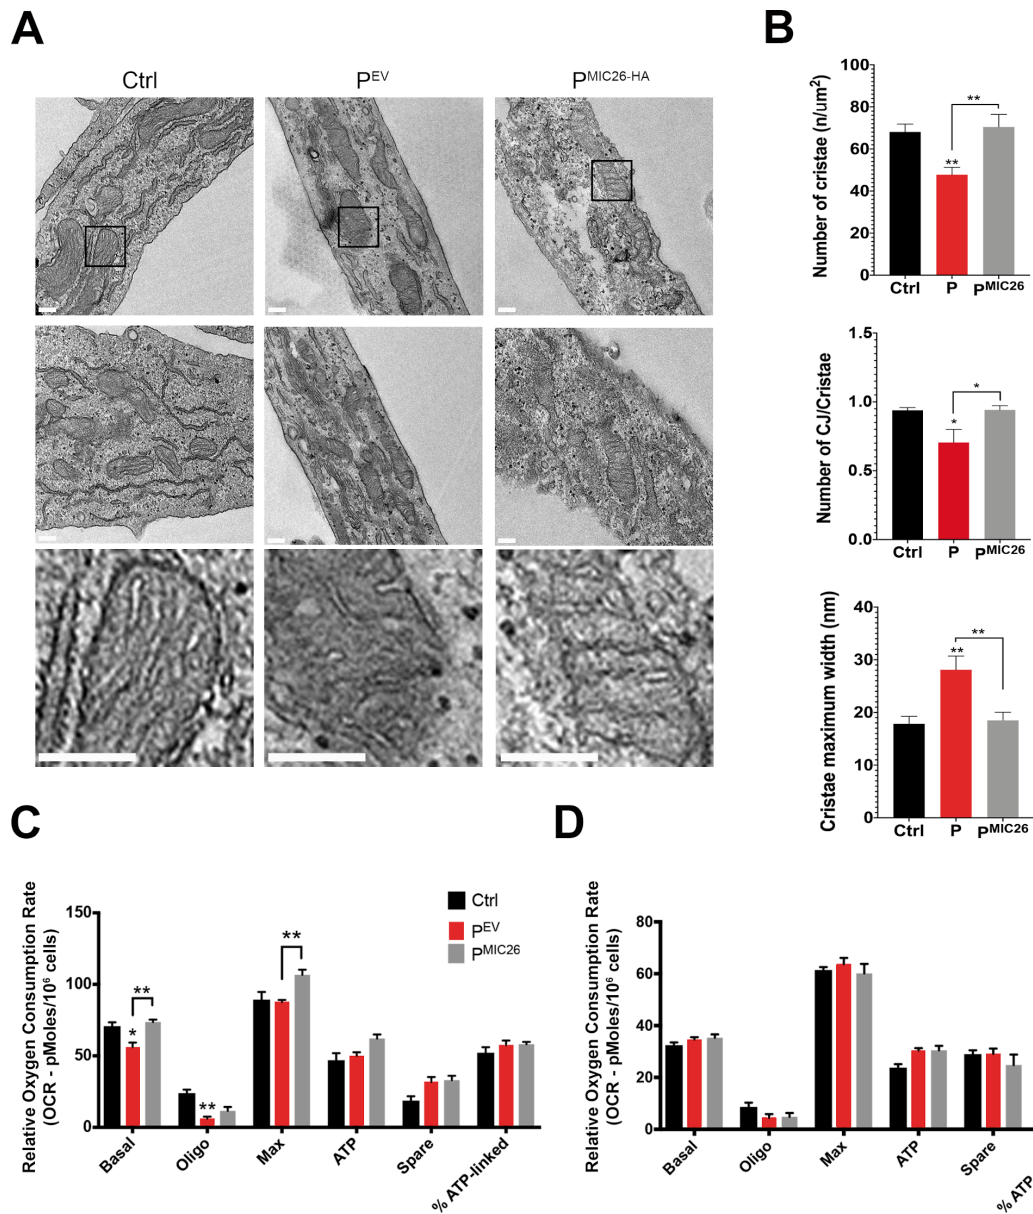 A
B
Ctrl
P^EV
P^MIC26-HA
Number of cristae (n/um²)
100
80
60
40
20
0
**
**
Ctrl
P
P^MIC26
Number of CJ/Cristae
1.5
1.0
0.5
0.0
*
*
Ctrl
P
P^MIC26
Cristae maximum width (nm)
40
30
20
10
0
**
**
Ctrl
P
P^MIC26
C
D
Relative Oxygen Consumption Rate
(OCR - pMoles/10⁶ cells)
150
100
50
0
Ctrl
P^EV
P^MIC26
**
*
**
**
Basal
Oligo
Max
ATP
Spare
% ATP-linked
Relative Oxygen Consumption Rate
(OCR - pMoles/10⁶ cells)
80
60
40
20
0
Basal
Oligo
Max
ATP
Spare
% ATP